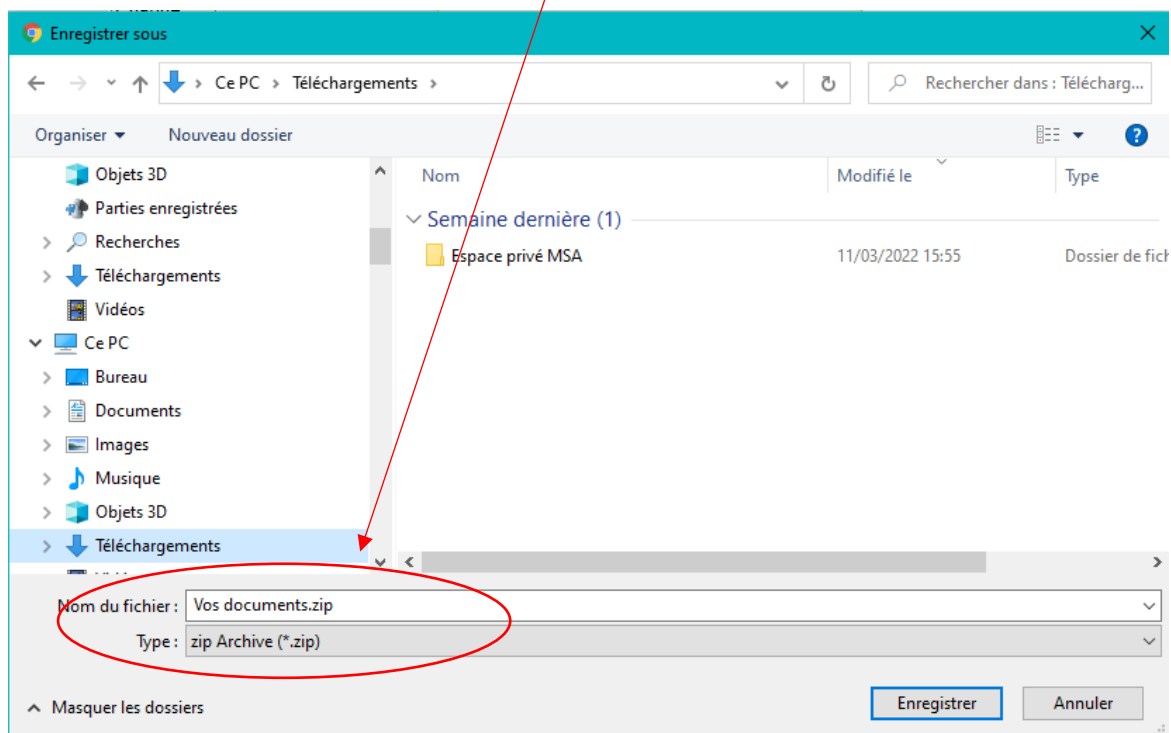 Enregistrer sous
Ce PC > Téléchargements >
Rechercher dans : Télécharg...
Organiser
Nouveau dossier
Objets 3D
Parties enregistrées
Recherches
Téléchargements
Vidéos
Ce PC
Bureau
Documents
Images
Musique
Objets 3D
Téléchargements
Nom Modifié le Type
Semaine dernière (1)
Espace privé MSA 11/03/2022 15:55 Dossier de fich
Nom du fichier : Vos documents.zip
Type : zip Archive (*.zip)
Masquer les dossiers
Enregistrer
Annuler